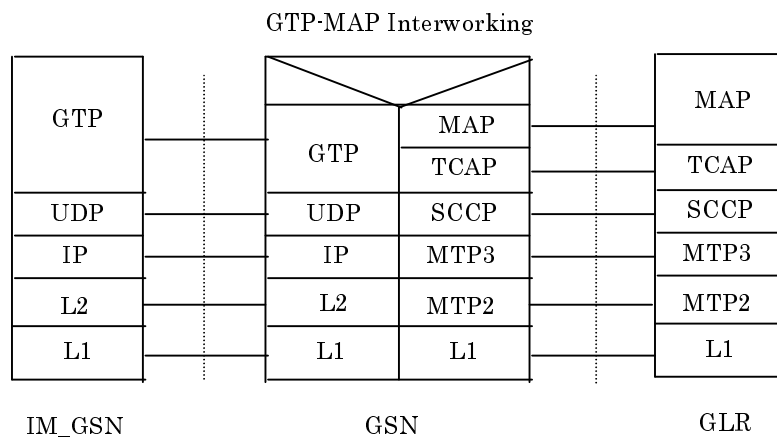 GTP-MAP Interworking
GTP
UDP
IP
L2
L1
GTP
UDP
IP
L2
L1
MAP
TCAP
SCCP
MTP3
MTP2
L1
MAP
TCAP
SCCP
MTP3
MTP2
L1
IM_GSN
GSN
GLR